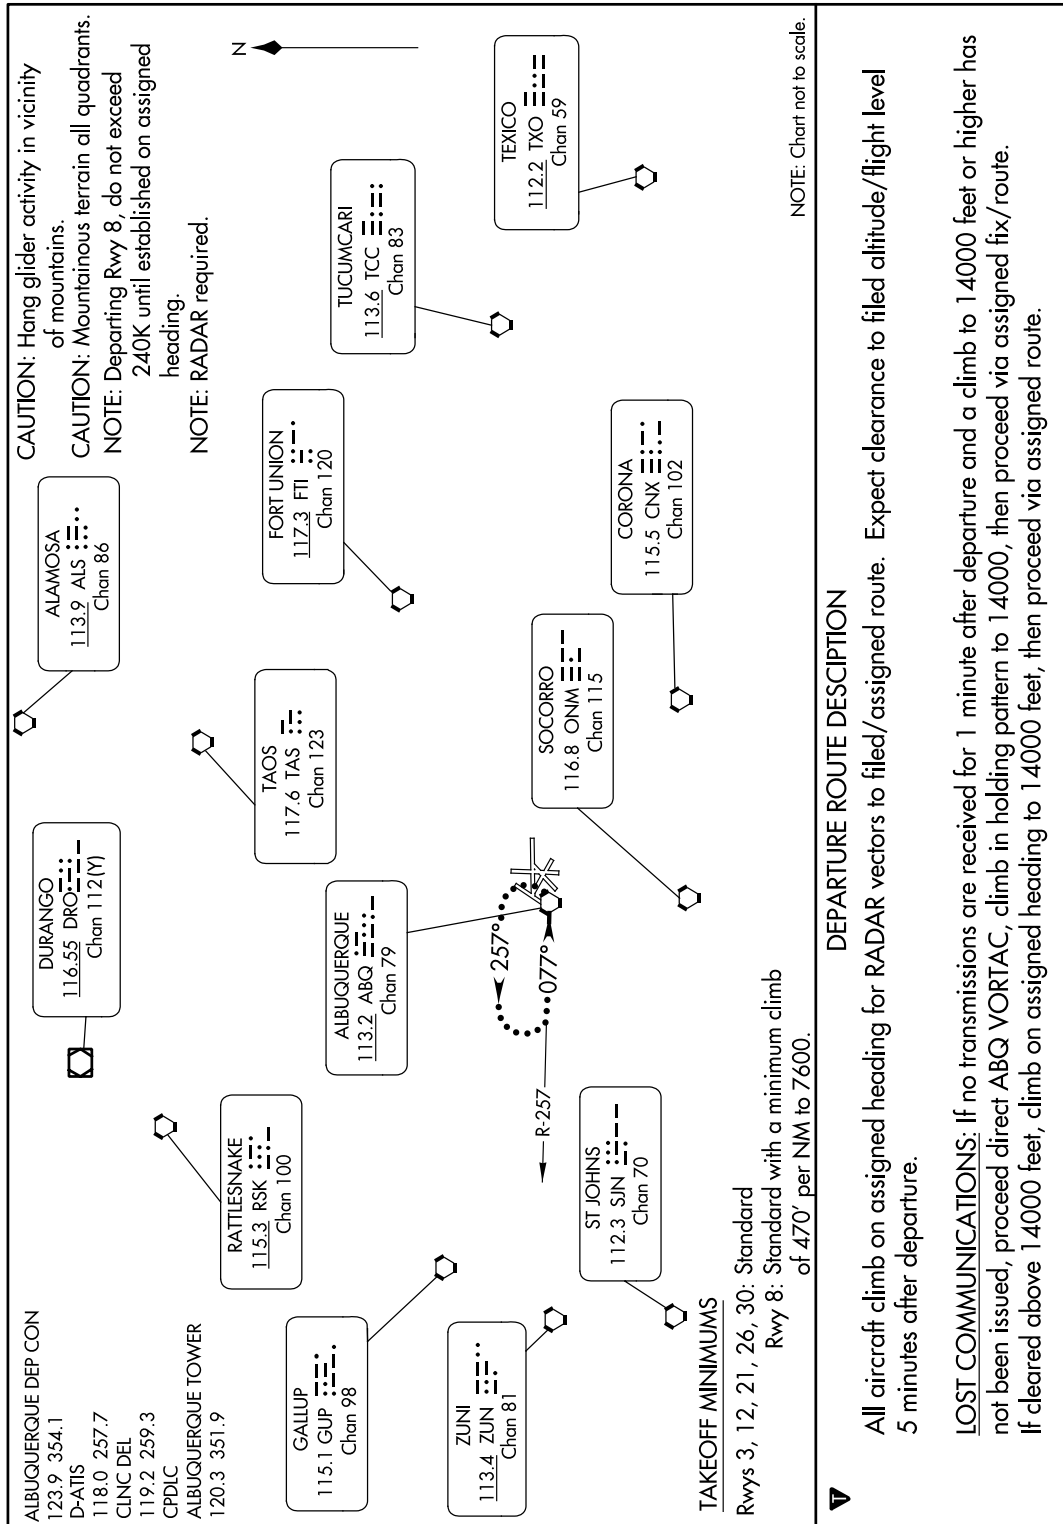 ALBUQUERQUE DEP CON
123.9 354.1
D-ATIS
118.0 257.7
CLNC DEL
119.2 259.3
CPDLC
ALBUQUERQUE TOWER
120.3 351.9
DURANGO
116.55 DRO
Chan 112(Y)
ALAMOSA
113.9 ALS
Chan 86
CAUTION: Hang glider activity in vicinity
of mountains.
CAUTION: Mountainous terrain all quadrants.
NOTE: Departing Rwy 8, do not exceed
240K until established on assigned
heading.
NOTE: RADAR required.
N
RATTLESNAKE
115.3 RSK
Chan 100
TAOS
117.6 TAS
Chan 123
FORT UNION
117.3 FTI
Chan 120
TUCUMCARI
113.6 TCC
Chan 83
GALLUP
115.1 GUP
Chan 98
ALBUQUERQUE
113.2 ABQ
Chan 79
TEXICO
112.2 TXO
Chan 59
ZUNI
113.4 ZUN
Chan 81
257°
077°
R-257
SOCORRO
116.8 ONM
Chan 115
CORONA
115.5 CNX
Chan 102
ST JOHNS
112.3 SJN
Chan 70
TAKEOFF MINIMUMS
Rwys 3, 12, 21, 26, 30: Standard
Rwy 8: Standard with a minimum climb
of 470' per NM to 7600.
NOTE: Chart not to scale.
T
DEPARTURE ROUTE DESCIPTION
All aircraft climb on assigned heading for RADAR vectors to filed/assigned route. Expect clearance to filed altitude/flight level
5 minutes after departure.
LOST COMMUNICATIONS: If no transmissions are received for 1 minute after departure and a climb to 14000 feet or higher has
not been issued, proceed direct ABQ VORTAC, climb in holding pattern to 14000, then proceed via assigned fix/route.
If cleared above 14000 feet, climb on assigned heading to 14000 feet, then proceed via assigned route.